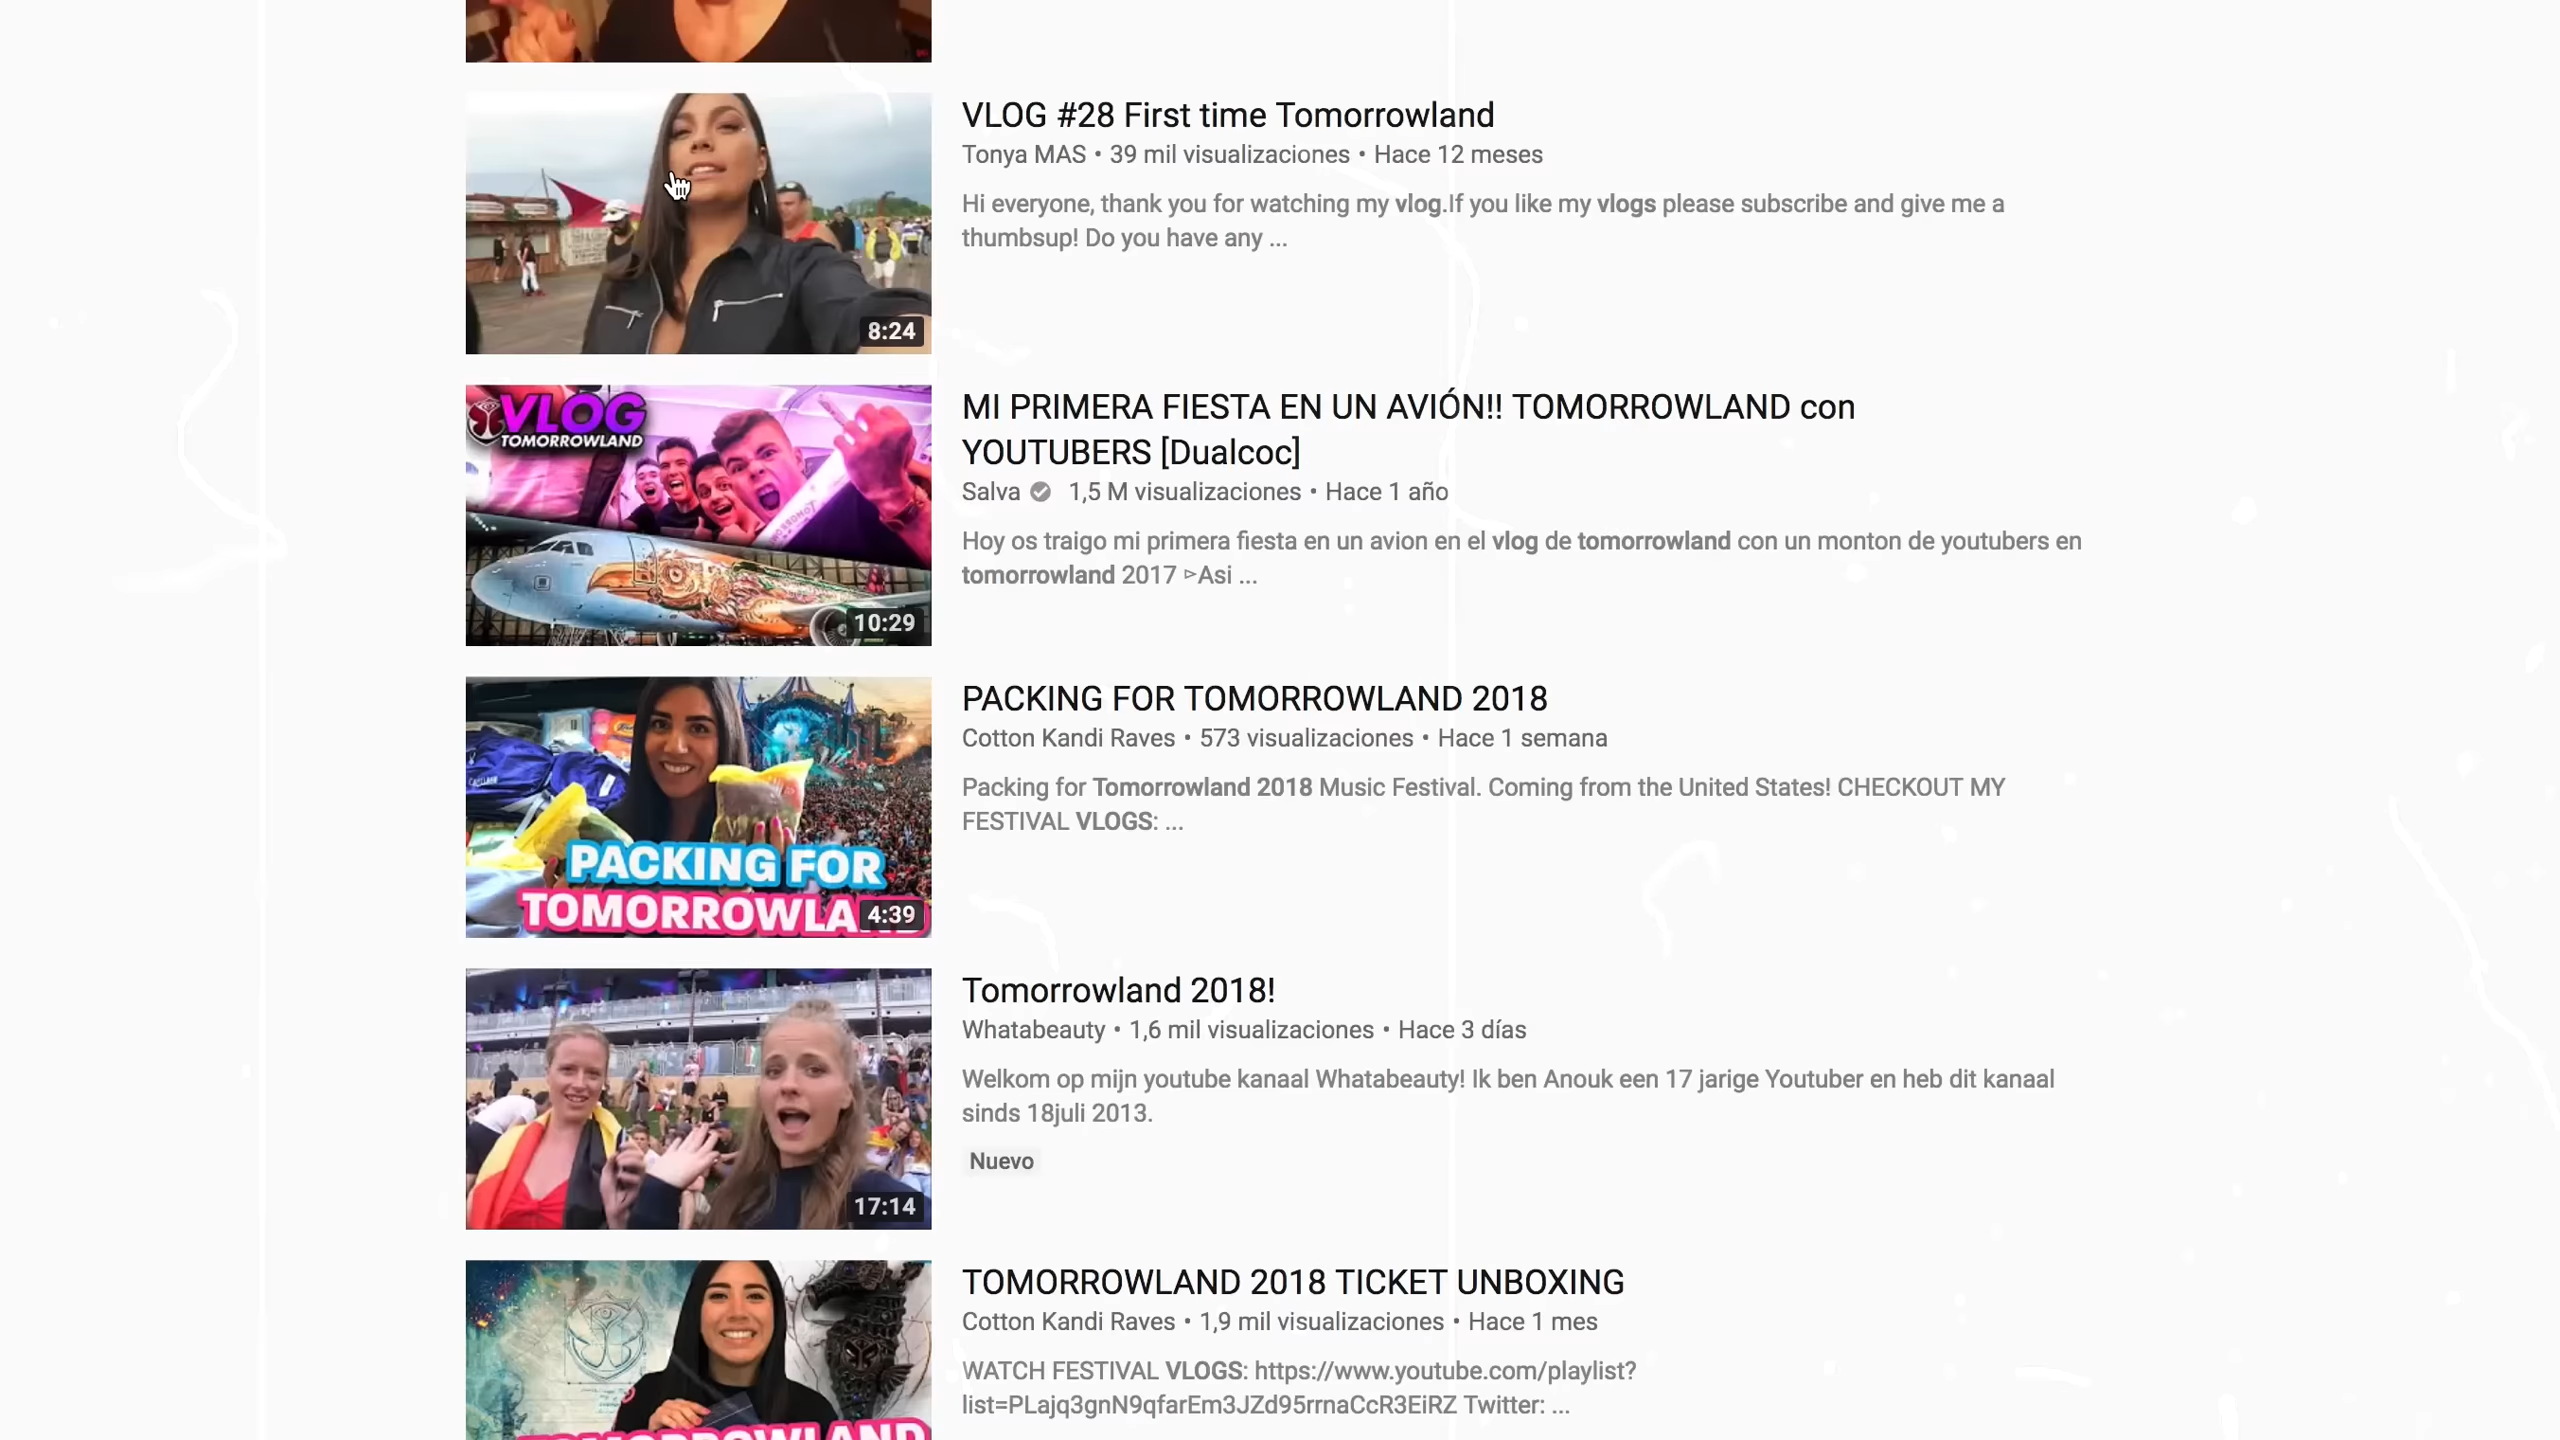 VLOG #28 First time Tomorrowland
Tonya MAS • 39 mil visualizaciones • Hace 12 meses
Hi everyone, thank you for watching my vlog.If you like my vlogs please subscribe and give me a
thumbsup! Do you have any ...
8:24
VLOG
TOMORROWLAND
MI PRIMERA FIESTA EN UN AVIÓN!! TOMORROWLAND con
YOUTUBERS [Dualcoc]
Salva 1,5 M visualizaciones • Hace 1 año
Hoy os traigo mi primera fiesta en un avion en el vlog de tomorrowland con un monton de youtubers en
tomorrowland 2017 ▻Asi ...
10:29
PACKING FOR TOMORROWLAND 2018
Cotton Kandi Raves • 573 visualizaciones • Hace 1 semana
Packing for Tomorrowland 2018 Music Festival. Coming from the United States! CHECKOUT MY
FESTIVAL VLOGS: ...
PACKING FOR
TOMORROWLAND
4:39
Tomorrowland 2018!
Whatabeauty • 1,6 mil visualizaciones • Hace 3 días
Welkom op mijn youtube kanaal Whatabeauty! Ik ben Anouk een 17 jarige Youtuber en heb dit kanaal
sinds 18juli 2013.
Nuevo
17:14
TOMORROWLAND 2018 TICKET UNBOXING
Cotton Kandi Raves • 1,9 mil visualizaciones • Hace 1 mes
WATCH FESTIVAL VLOGS: https://www.youtube.com/playlist?
list=PLajq3gnN9qfarEm3JZd95rrnaCcR3EiRZ Twitter: ...
TOMORROWLAND